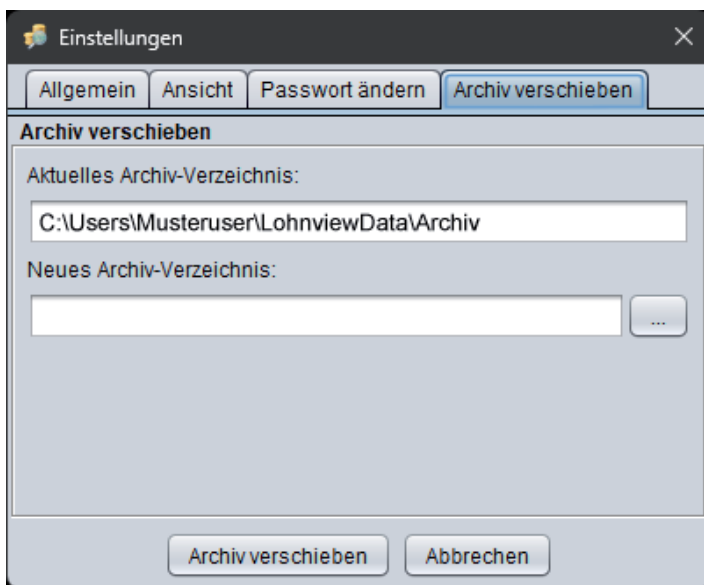 Einstellungen
Allgemein Ansicht Passwort ändern Archiv verschieben
Archiv verschieben
Aktuelles Archiv-Verzeichnis:
C:\Users\Musteruser\LohnviewData\Archiv
Neues Archiv-Verzeichnis:
...
Archiv verschieben Abbrechen